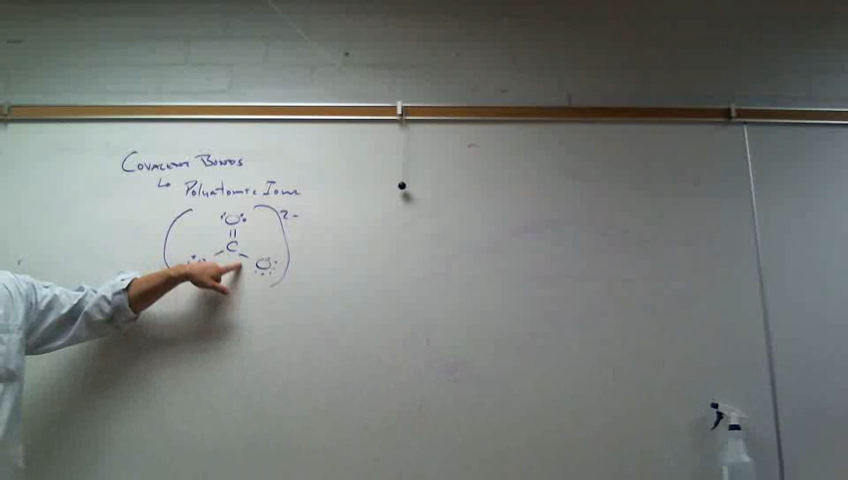 Covalent Bonds
↳ Polyatomic Ions
2-
O
C
O